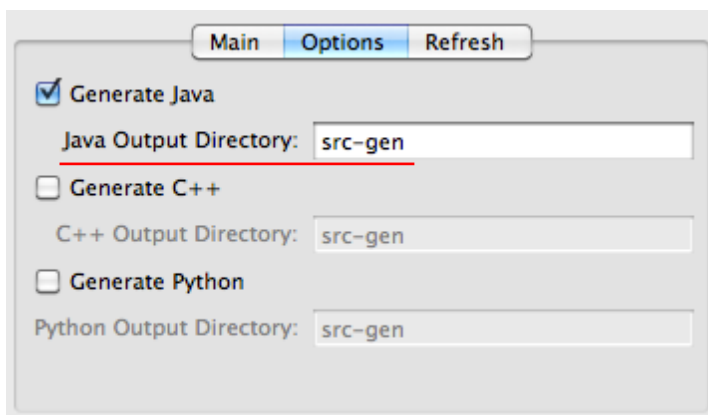 Main Options Refresh
Generate Java
Java Output Directory: src-gen
Generate C++
C++ Output Directory: src-gen
Generate Python
Python Output Directory: src-gen